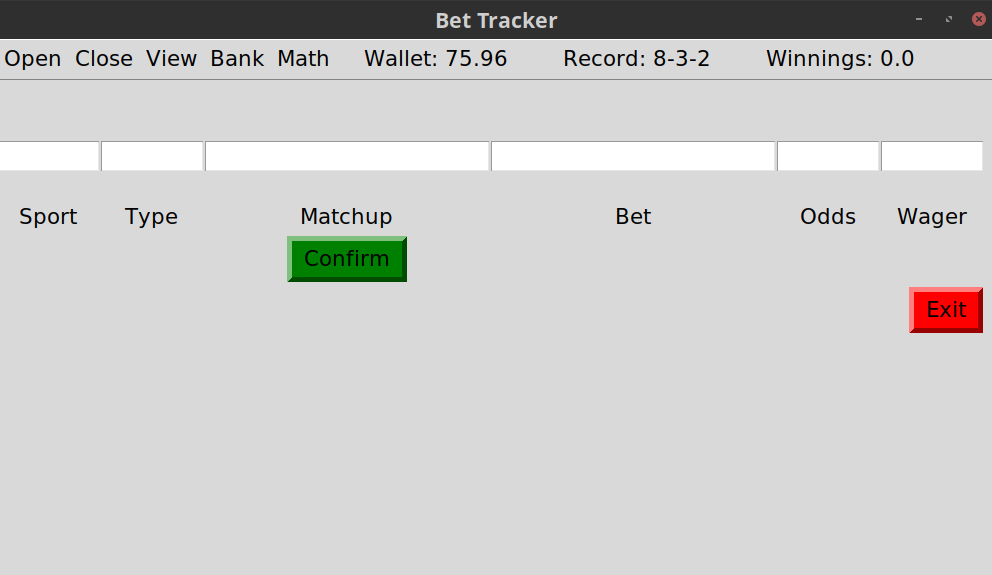 Bet Tracker
Open Close View Bank Math Wallet: 75.96 Record: 8-3-2 Winnings: 0.0
Sport Type Matchup Bet Odds Wager
Confirm
Exit